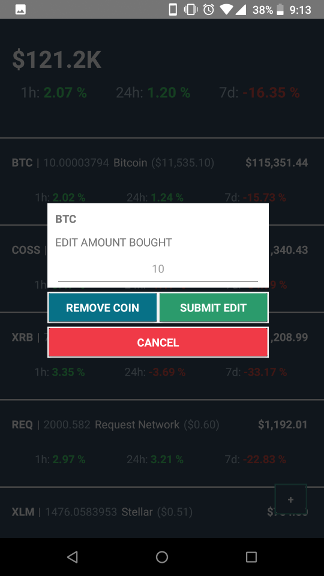 38% 9:13
$121.2K
1h: 2.07 % 24h: 1.20 % 7d: -16.35 %
BTC | 10.00003794 Bitcoin ($11,535.10) $115,351.44
1h: 2.02 % 24h: 1.24 % 7d: -15.73 %
BTC
EDIT AMOUNT BOUGHT
COSS ,340.43
10
REMOVE COIN SUBMIT EDIT
XRB ,208.99
CANCEL
1h: 3.35 % 24h: -3.69 % 7d: -33.17 %
REQ | 2000.582 Request Network ($0.60) $1,192.01
1h: 2.97 % 24h: 3.21 % 7d: -22.83 %
+
XLM | 1476.0583953 Stellar ($0.51)